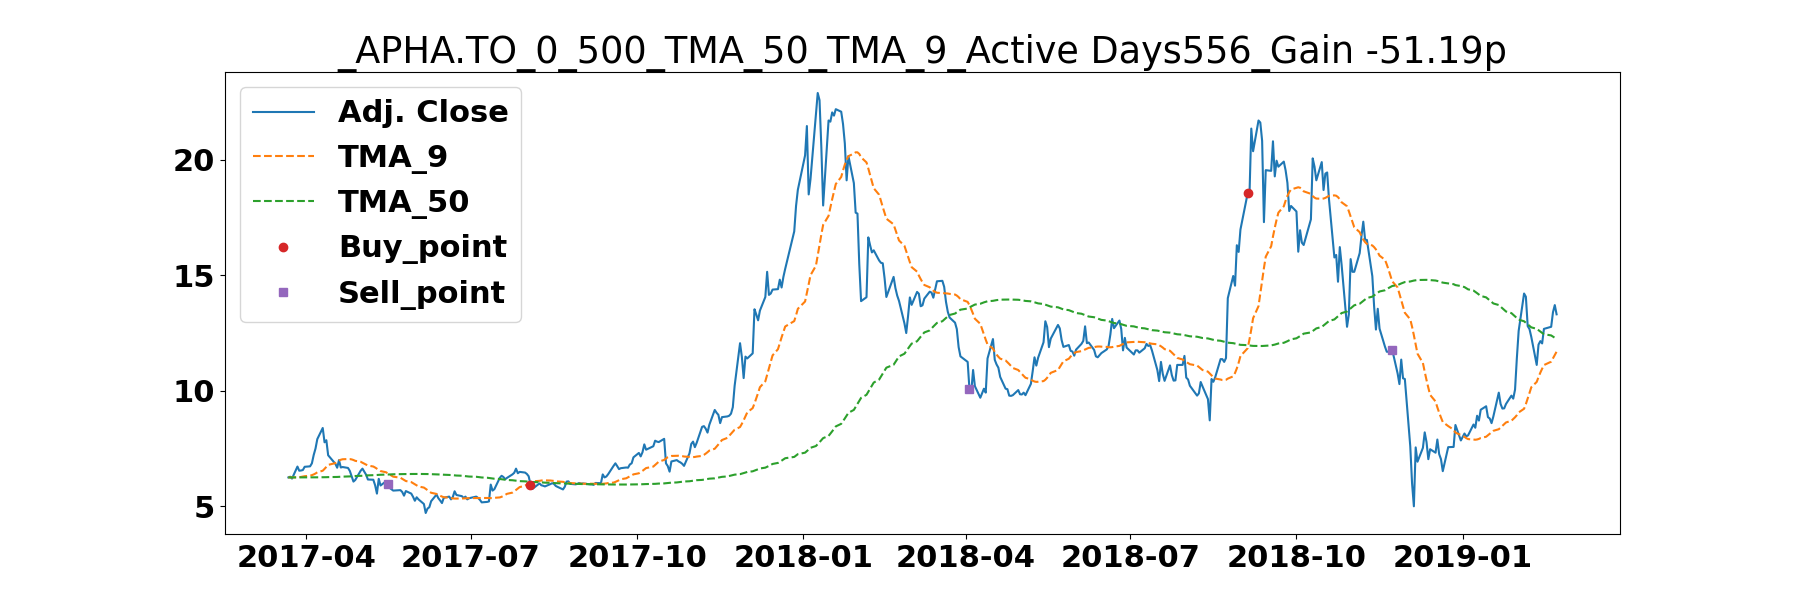 _APHA.TO_0_500_TMA_50_TMA_9_Active Days556_Gain -51.19p
Adj. Close
TMA_9
TMA_50
Buy_point
Sell_point
20
15
10
5
2017-04 2017-07 2017-10 2018-01 2018-04 2018-07 2018-10 2019-01